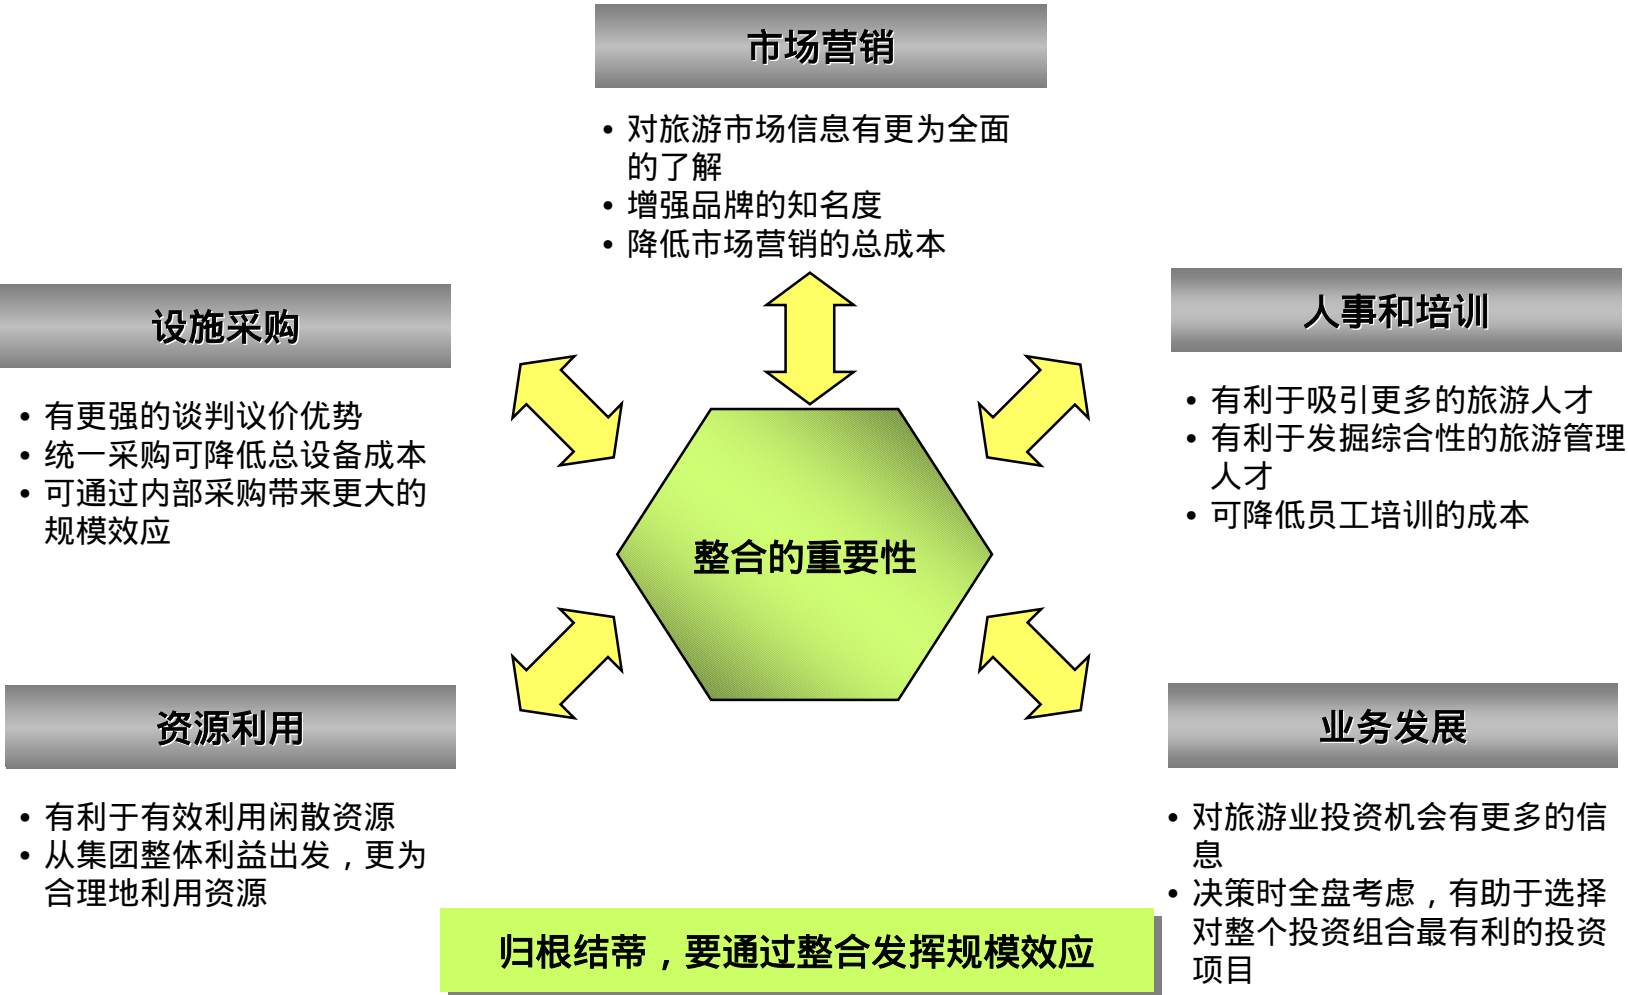 市场营销
• 对旅游市场信息有更为全面
的了解
• 增强品牌的知名度
• 降低市场营销的总成本
设施采购
• 有更强的谈判议价优势
• 统一采购可降低总设备成本
• 可通过内部采购带来更大的
规模效应
人事和培训
• 有利于吸引更多的旅游人才
• 有利于发掘综合性的旅游管理
人才
• 可降低员工培训的成本
整合的重要性
资源利用
• 有利于有效利用闲散资源
• 从集团整体利益出发，更为
合理地利用资源
业务发展
• 对旅游业投资机会有更多的信
息
• 决策时全盘考虑，有助于选择
对整个投资组合最有利的投资
项目
归根结蒂，要通过整合发挥规模效应